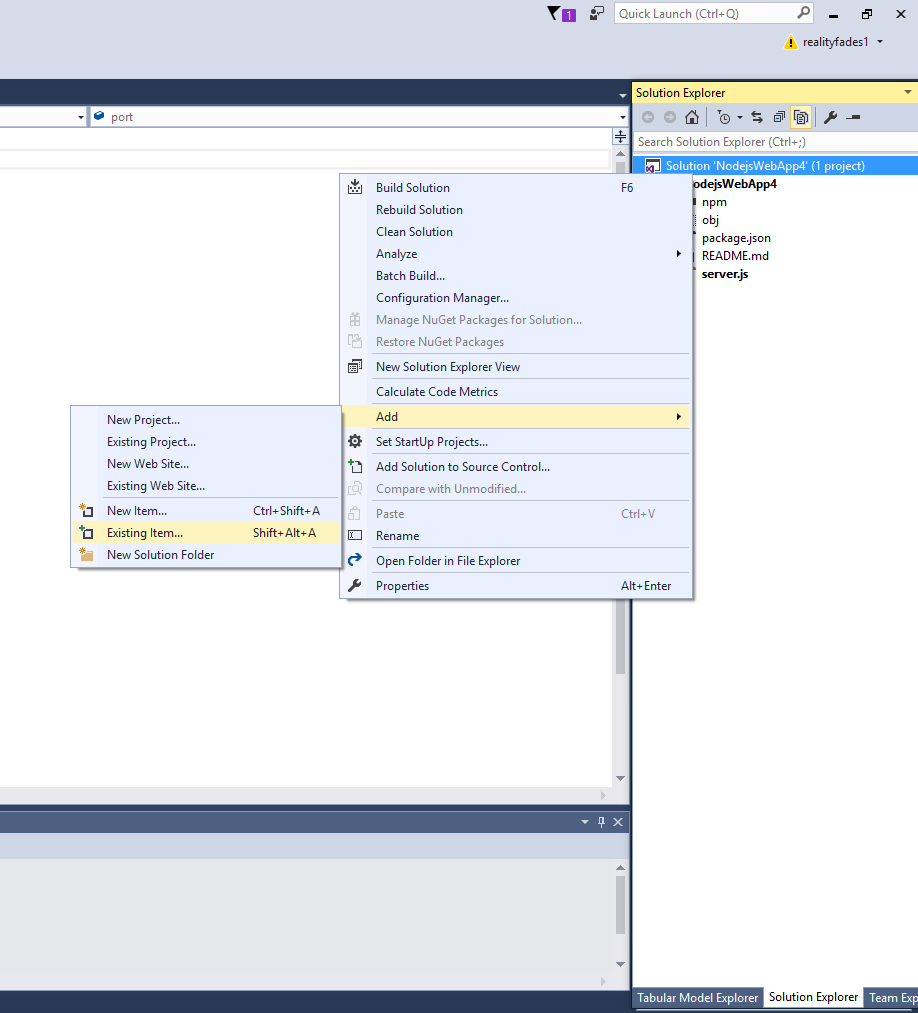 1
Quick Launch (Ctrl+Q)
realityfades1
Solution Explorer
port
Search Solution Explorer (Ctrl+;)
Solution 'NodejsWebApp4' (1 project)
odejsWebApp4
npm
obj
package.json
README.md
server.js
Build Solution F6
Rebuild Solution
Clean Solution
Analyze
Batch Build...
Configuration Manager...
Manage NuGet Packages for Solution...
Restore NuGet Packages
New Solution Explorer View
Calculate Code Metrics
Add
Set StartUp Projects...
Add Solution to Source Control...
Compare with Unmodified...
Paste Ctrl+V
Rename
Open Folder in File Explorer
Properties Alt+Enter
New Project...
Existing Project...
New Web Site...
Existing Web Site...
New Item... Ctrl+Shift+A
Existing Item... Shift+Alt+A
New Solution Folder
Tabular Model Explorer Solution Explorer Team Exp